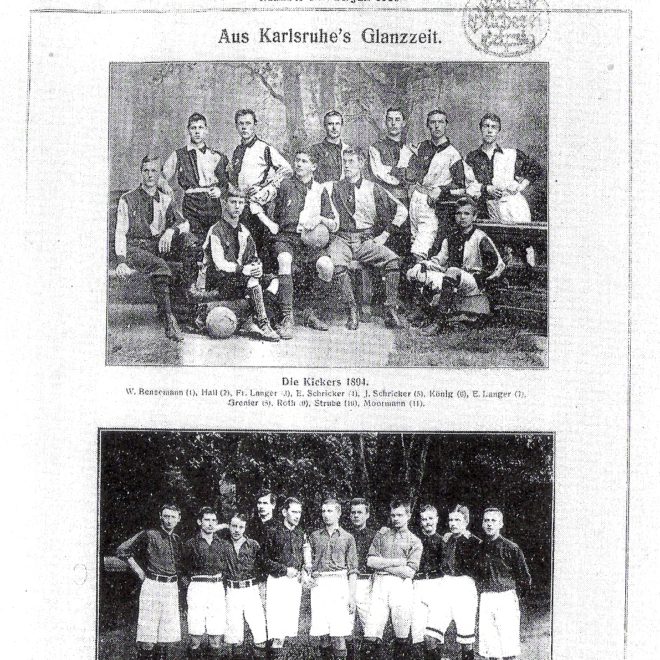 Aus Karlsruhe's Glanzzeit.
Die Kickers 1894.
W. Bensemann (1), Hall (2), Fr. Langer (3), E. Schricker (4), J. Schricker (5), König (6), E. Langer (7),
Grenier (8), Roth (9), Strube (10), Moormann (11).